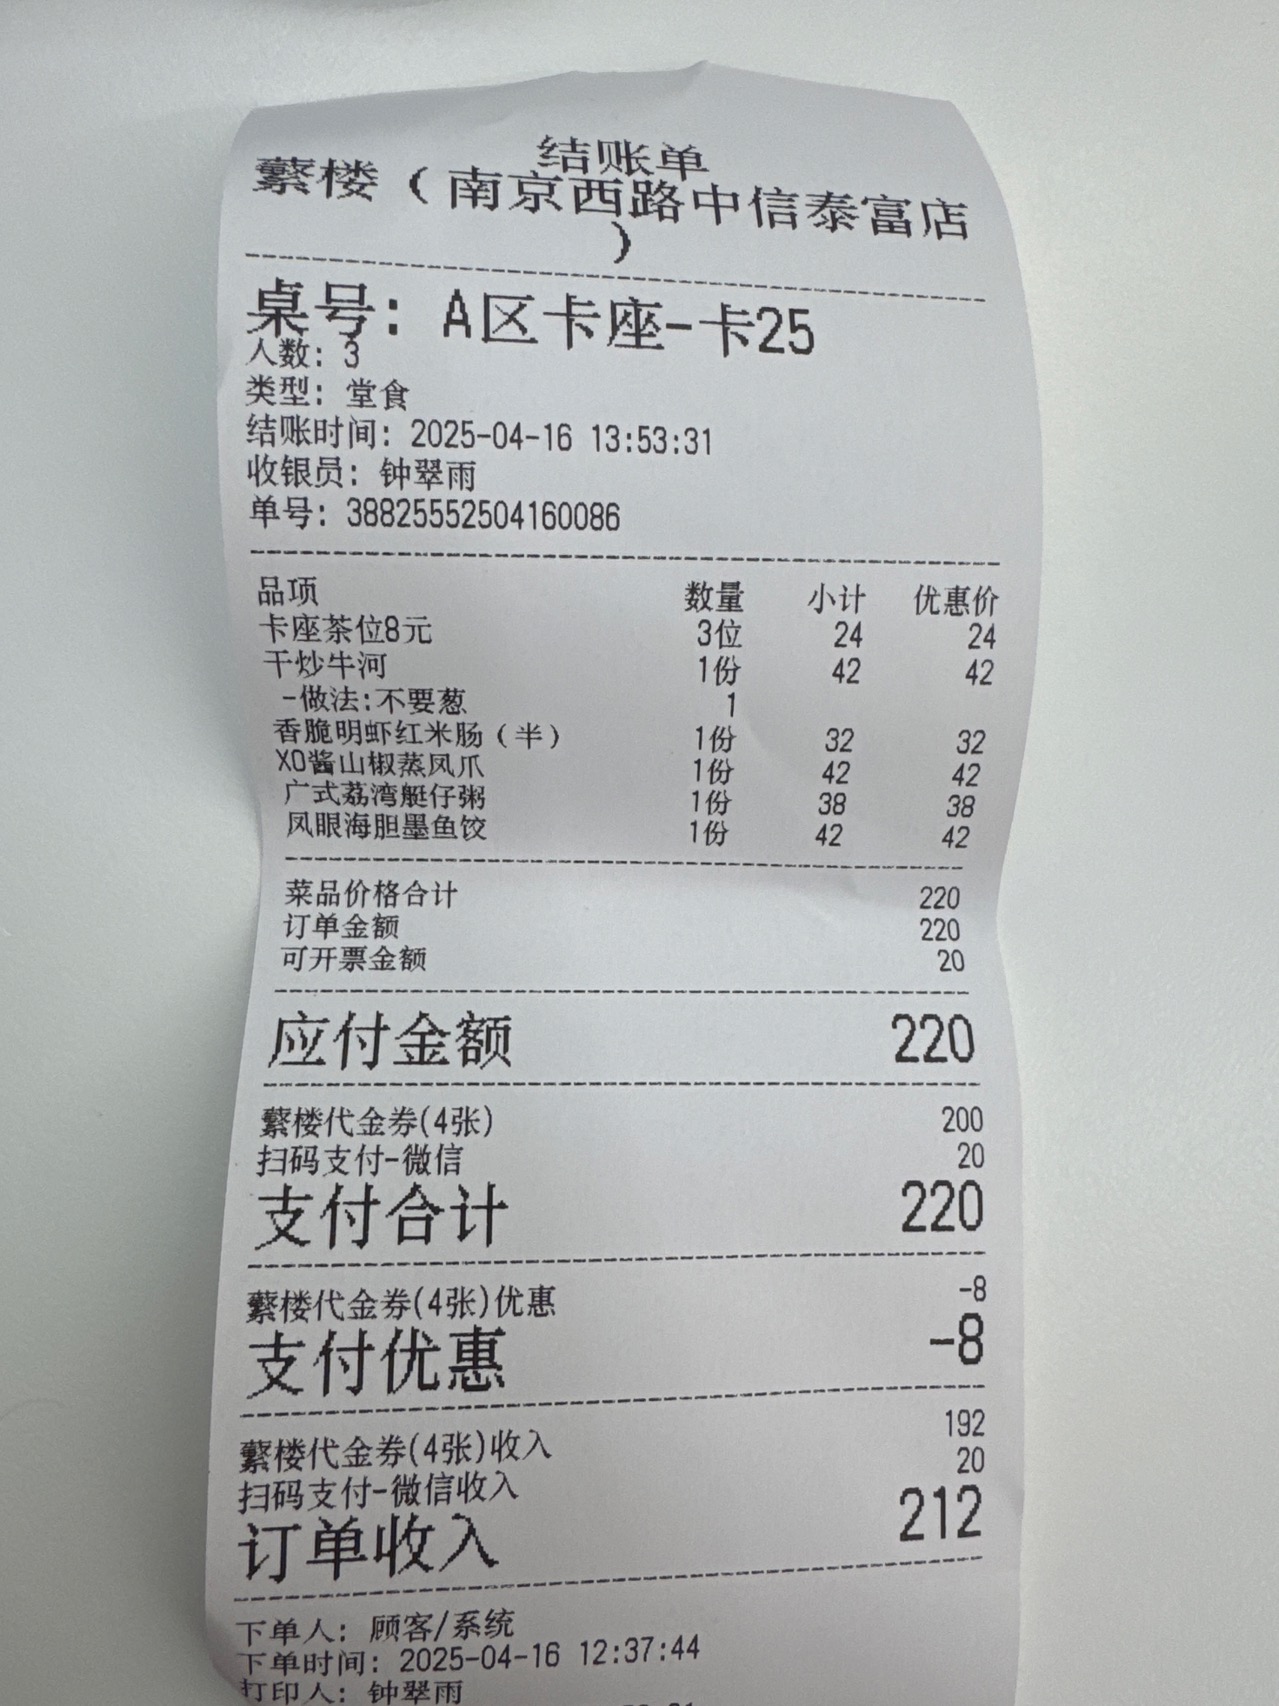 结账单
蘩楼（南京西路中信泰富店
）
桌号: A区卡座-卡25
人数: 3
类型: 堂食
结账时间: 2025-04-16 13:53:31
收银员: 钟翠雨
单号: 38825552504160086
品项 数量 小计 优惠价
卡座茶位8元 3位 24 24
干炒牛河 1份 42 42
-做法:不要葱 1
香脆明虾红米肠（半） 1份 32 32
XO酱山椒蒸凤爪 1份 42 42
广式荔湾艇仔粥 1份 38 38
凤眼海胆墨鱼饺 1份 42 42
菜品价格合计 220
订单金额 220
可开票金额 20
应付金额 220
蘩楼代金券(4张) 200
扫码支付-微信 20
支付合计 220
蘩楼代金券(4张)优惠 -8
支付优惠 -8
蘩楼代金券(4张)收入 192
扫码支付-微信收入 20
订单收入 212
下单人: 顾客/系统
下单时间: 2025-04-16 12:37:44
打印人: 钟翠雨